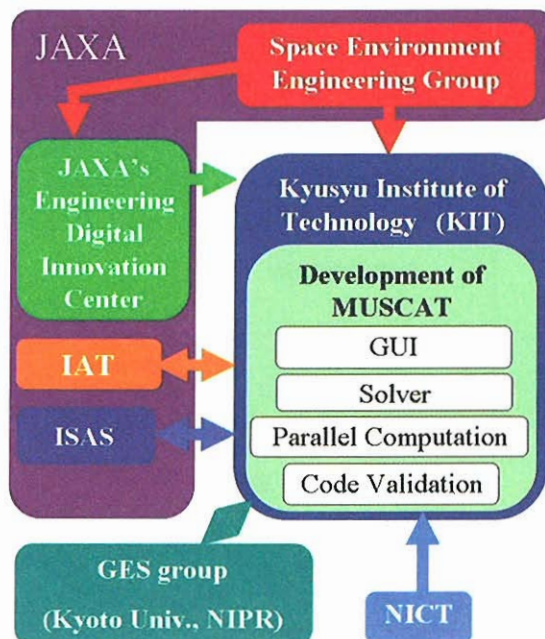 JAXA
Space Environment
Engineering Group
JAXA's
Engineering
Digital
Innovation
Center
Kyusyu Institute of
Technology (KIT)
Development of
MUSCAT
GUI
Solver
Parallel Computation
Code Validation
IAT
ISAS
GES group
(Kyoto Univ., NIPR)
NICT